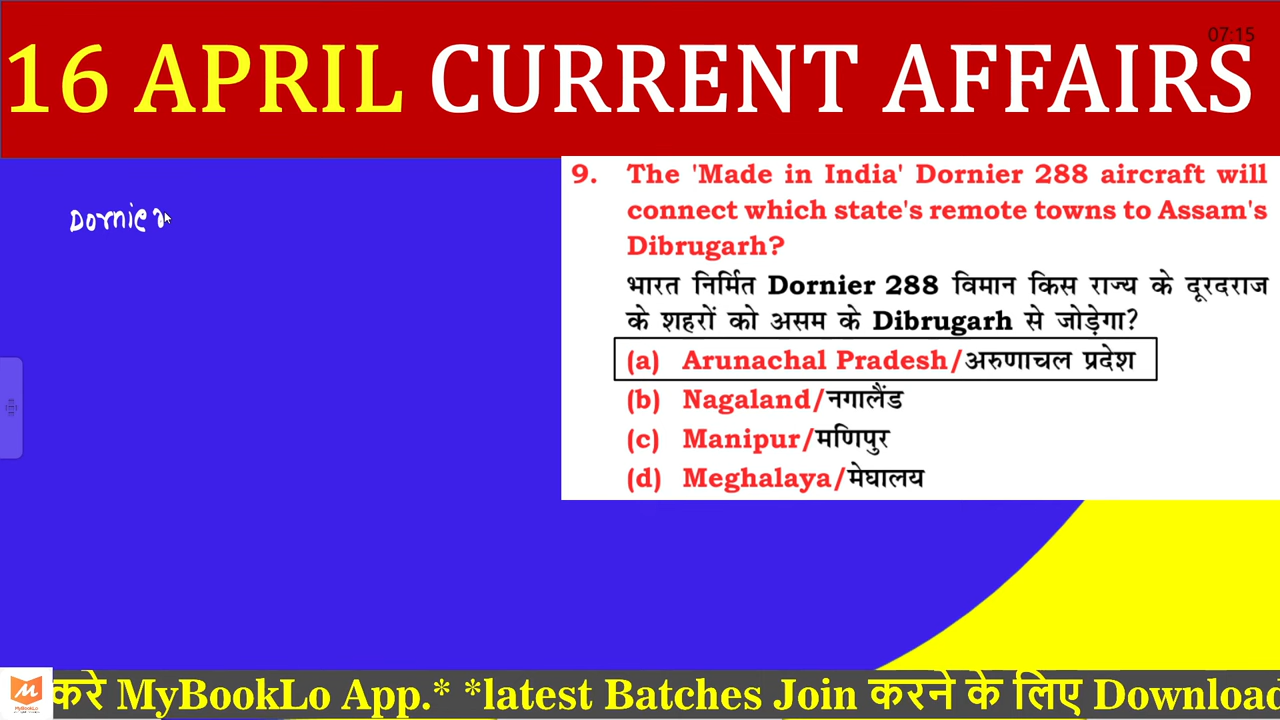 16 APRIL CURRENT AFFAIRS
07:15
Dornie
9. The 'Made in India' Dornier 288 aircraft will
connect which state's remote towns to Assam's
Dibrugarh?
भारत निर्मित Dornier 288 विमान किस राज्य के दूरदराज
के शहरों को असम के Dibrugarh से जोड़ेगा?
(a) Arunachal Pradesh/अरुणाचल प्रदेश
(b) Nagaland/नगालैंड
(c) Manipur/मणिपुर
(d) Meghalaya/मेघालय
करे MyBookLo App.* *latest Batches Join करने के लिए Download
MyBookLo